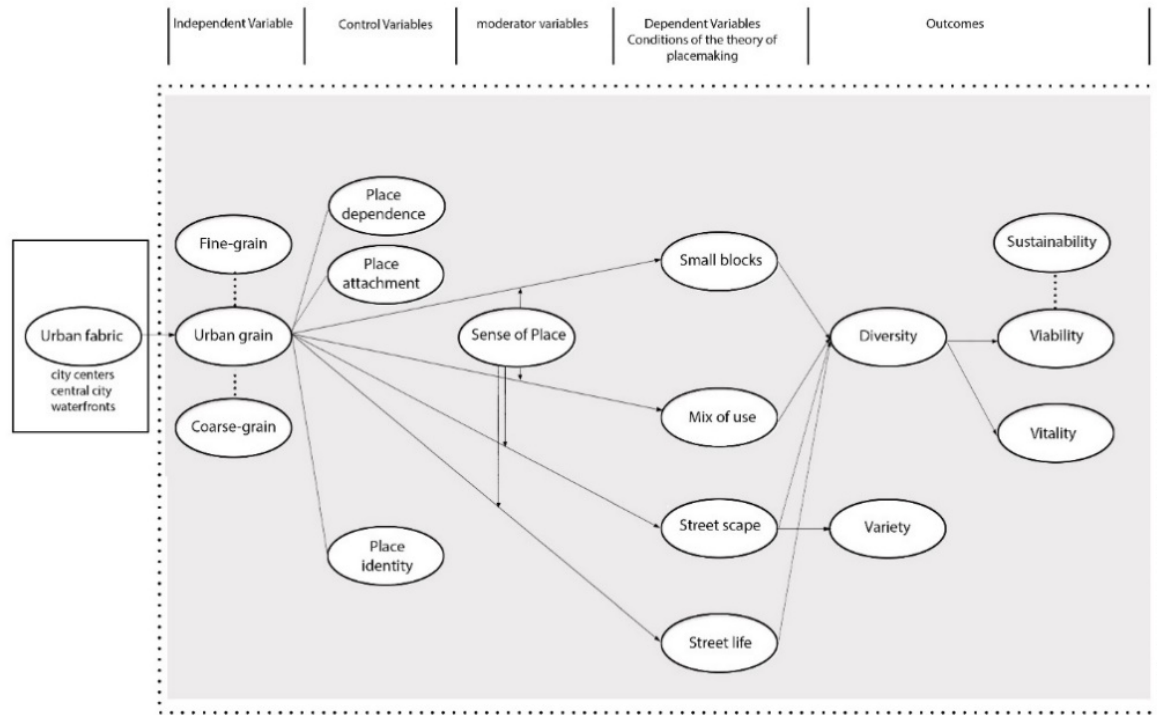 Independent Variable
Control Variables
moderator variables
Dependent Variables
Conditions of the theory of
placemaking
Outcomes
Urban fabric
city centers
central city
waterfronts
Fine-grain
Urban grain
Coarse-grain
Place
dependence
Place
attachment
Place
identity
Sense of Place
Small blocks
Mix of use
Street scape
Street life
Diversity
Variety
Sustainability
Viability
Vitality